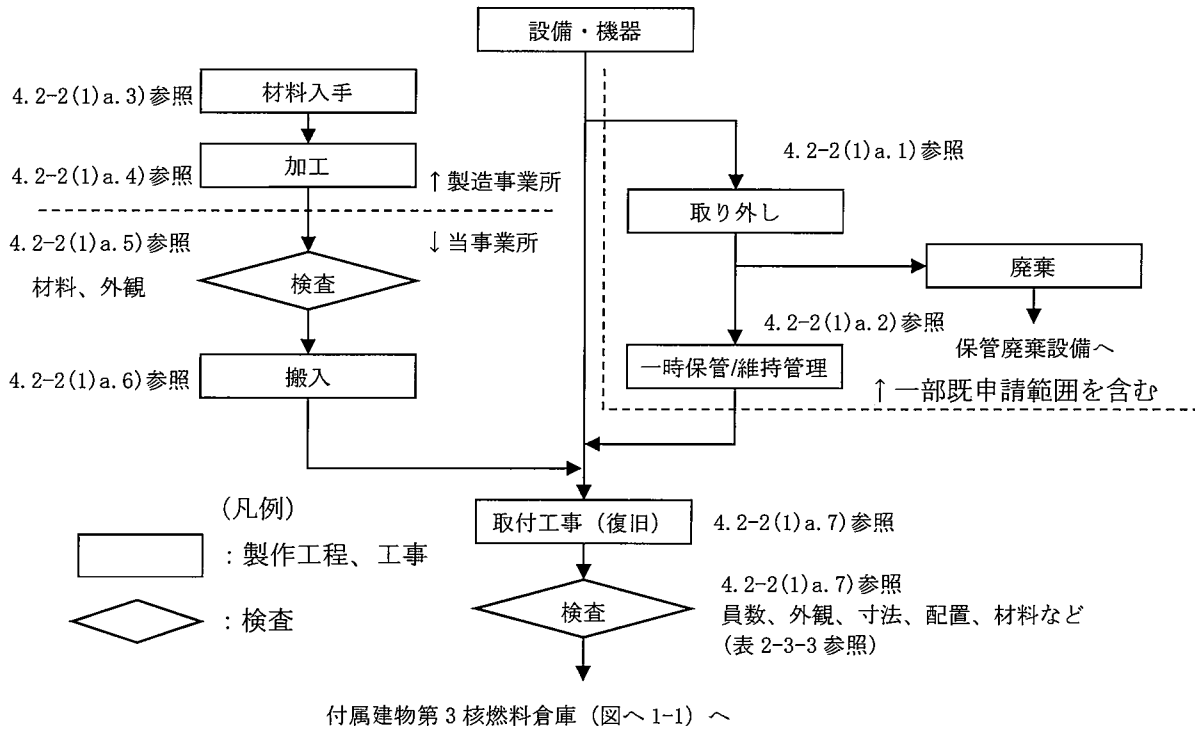 設備・機器
4.2-2(1)a.3)参照
材料入手
4.2-2(1)a.4)参照
加工
↑製造事業所
↓当事業所
4.2-2(1)a.5)参照
材料、外観
検査
4.2-2(1)a.6)参照
搬入
4.2-2(1)a.1)参照
取り外し
廃棄
保管廃棄設備へ
4.2-2(1)a.2)参照
一時保管/維持管理
↑一部既申請範囲を含む
取付工事（復旧）
4.2-2(1)a.7)参照
検査
4.2-2(1)a.7)参照
員数、外観、寸法、配置、材料など
(表 2-3-3 参照)
(凡例)
：製作工程、工事
：検査
付属建物第 3 核燃料倉庫（図へ 1-1）へ